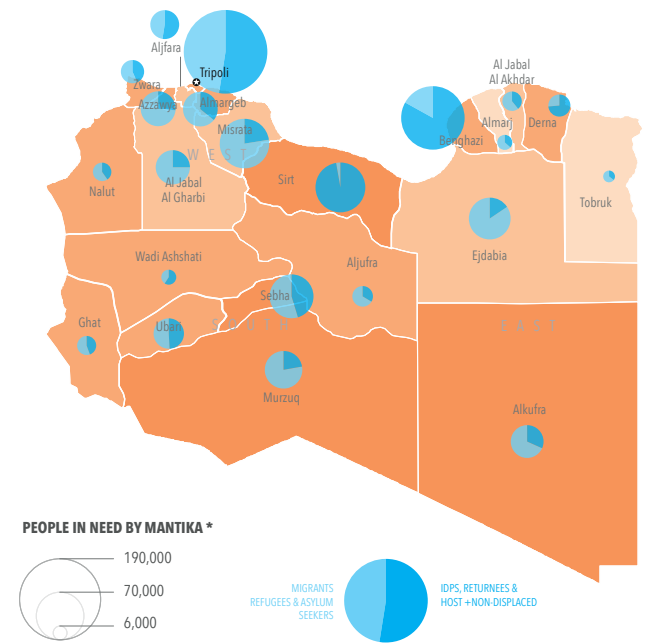 Aljfara
Tripoli
Zwara
Azzawya
Almargeb
Misrata
WEST
Al Jabal
Al Gharbi
Nalut
Sirt
Al Jabal
Al Akhdar
Almarj
Derna
Benghazi
Tobruk
Ejdabia
Wadi Ashshati
Aljufra
Sebha
Ghat
Ubari
SOUTH
EAST
Murzuq
Alkufra
PEOPLE IN NEED BY MANTIKA *
190,000
70,000
6,000
MIGRANTS
REFUGEES & ASYLUM
SEEKERS
IDPS, RETURNEES &
HOST +NON-DISPLACED